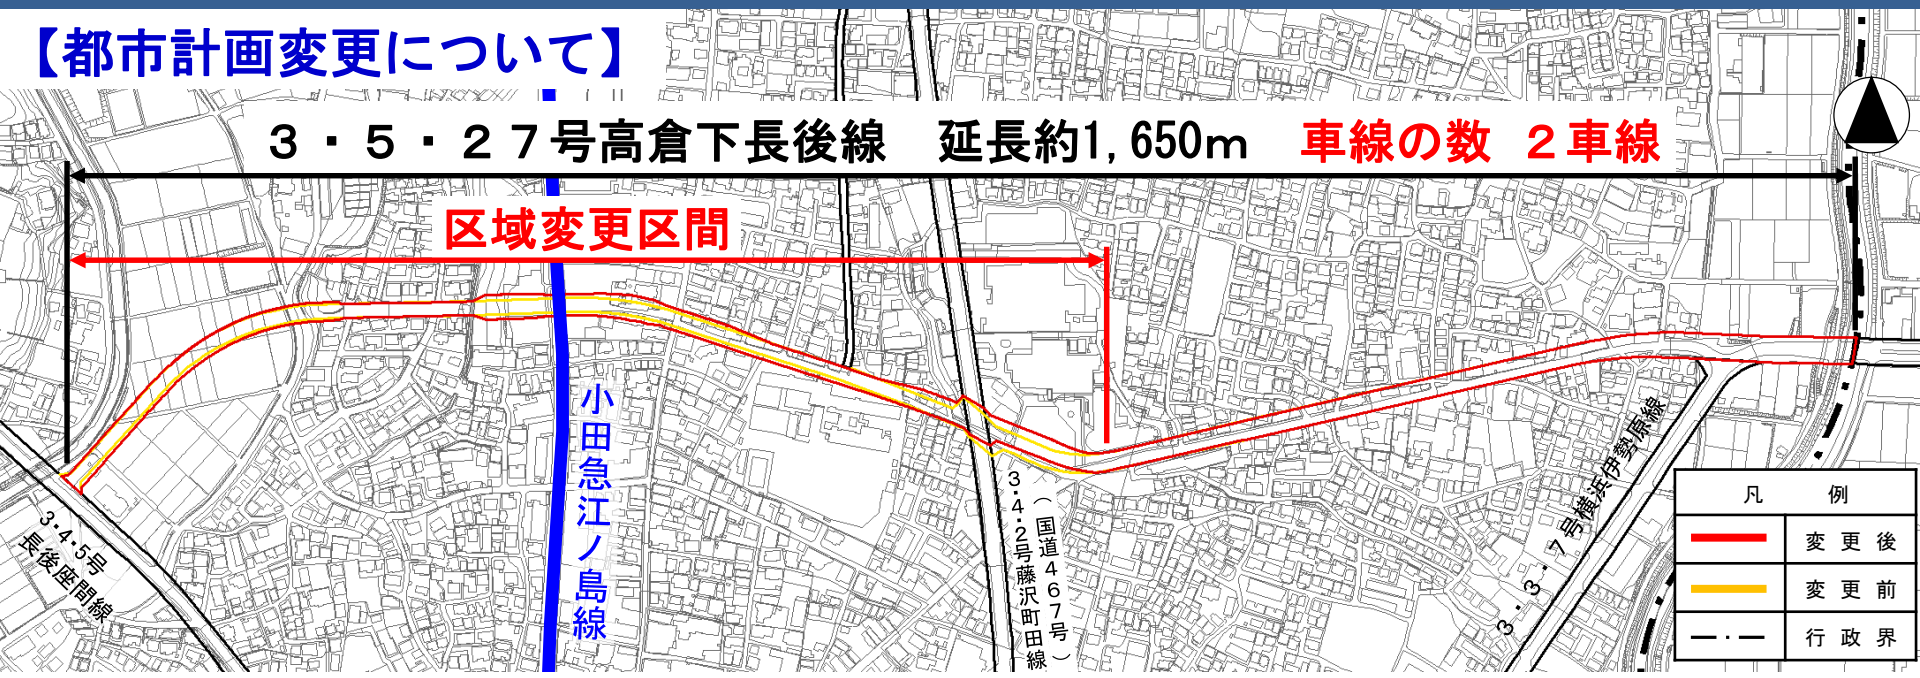 【都市計画変更について】
３・５・２７号高倉下長後線　延長約1,650m　車線の数　２車線
区域変更区間
小田急江ノ島線
3・4・5号
長後座間線
3・4・2号藤沢町田線
（国道467号）
3・3・7号横浜伊勢原線
凡例
変更後
変更前
行政界